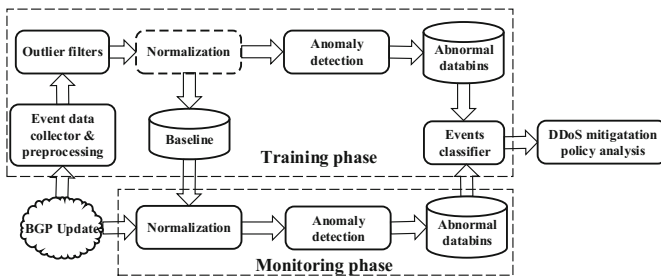 Outlier filters
Normalization
Anomaly
detection
Abnormal
databins
Event data
collector &
preprocessing
Baseline
Events
classifier
DDoS mitigatation
policy analysis
Training phase
BGP Update
Normalization
Anomaly
detection
Abnormal
databins
Monitoring phase